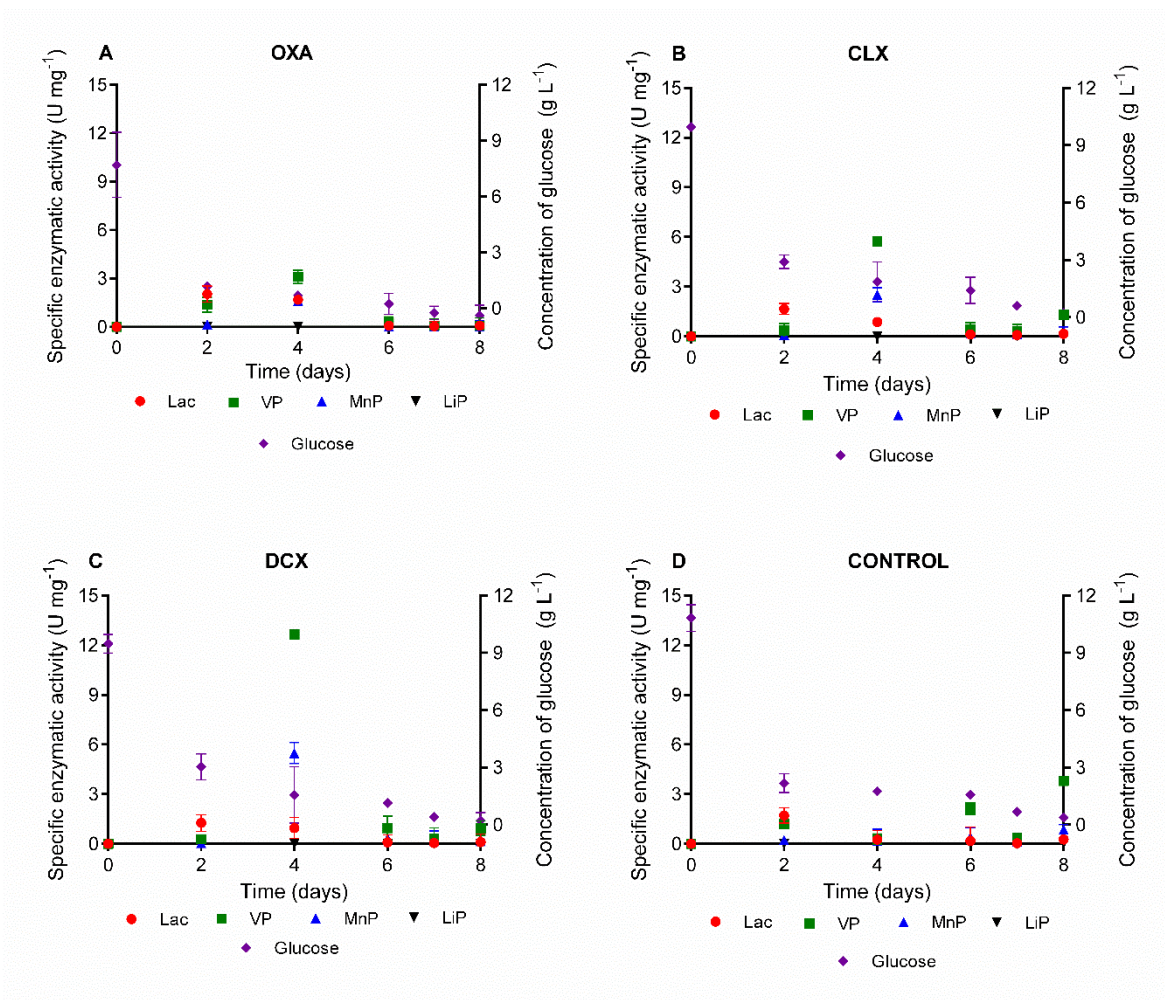 A OXA
Specific enzymatic activity (U mg⁻¹)
15
12
9
6
3
0
12
9
6
3
0
Concentration of glucose (g L⁻¹)
0 2 4 6 8
Time (days)
Lac VP MnP LiP
Glucose
B CLX
Specific enzymatic activity (U mg⁻¹)
15
12
9
6
3
0
12
9
6
3
0
Concentration of glucose (g L⁻¹)
0 2 4 6 8
Time (days)
Lac VP MnP LiP
Glucose
C DCX
Specific enzymatic activity (U mg⁻¹)
15
12
9
6
3
0
12
9
6
3
0
Concentration of glucose (g L⁻¹)
0 2 4 6 8
Time (days)
Lac VP MnP LiP
Glucose
D CONTROL
Specific enzymatic activity (U mg⁻¹)
15
12
9
6
3
0
12
9
6
3
0
Concentration of glucose (g L⁻¹)
0 2 4 6 8
Time (days)
Lac VP MnP LiP
Glucose